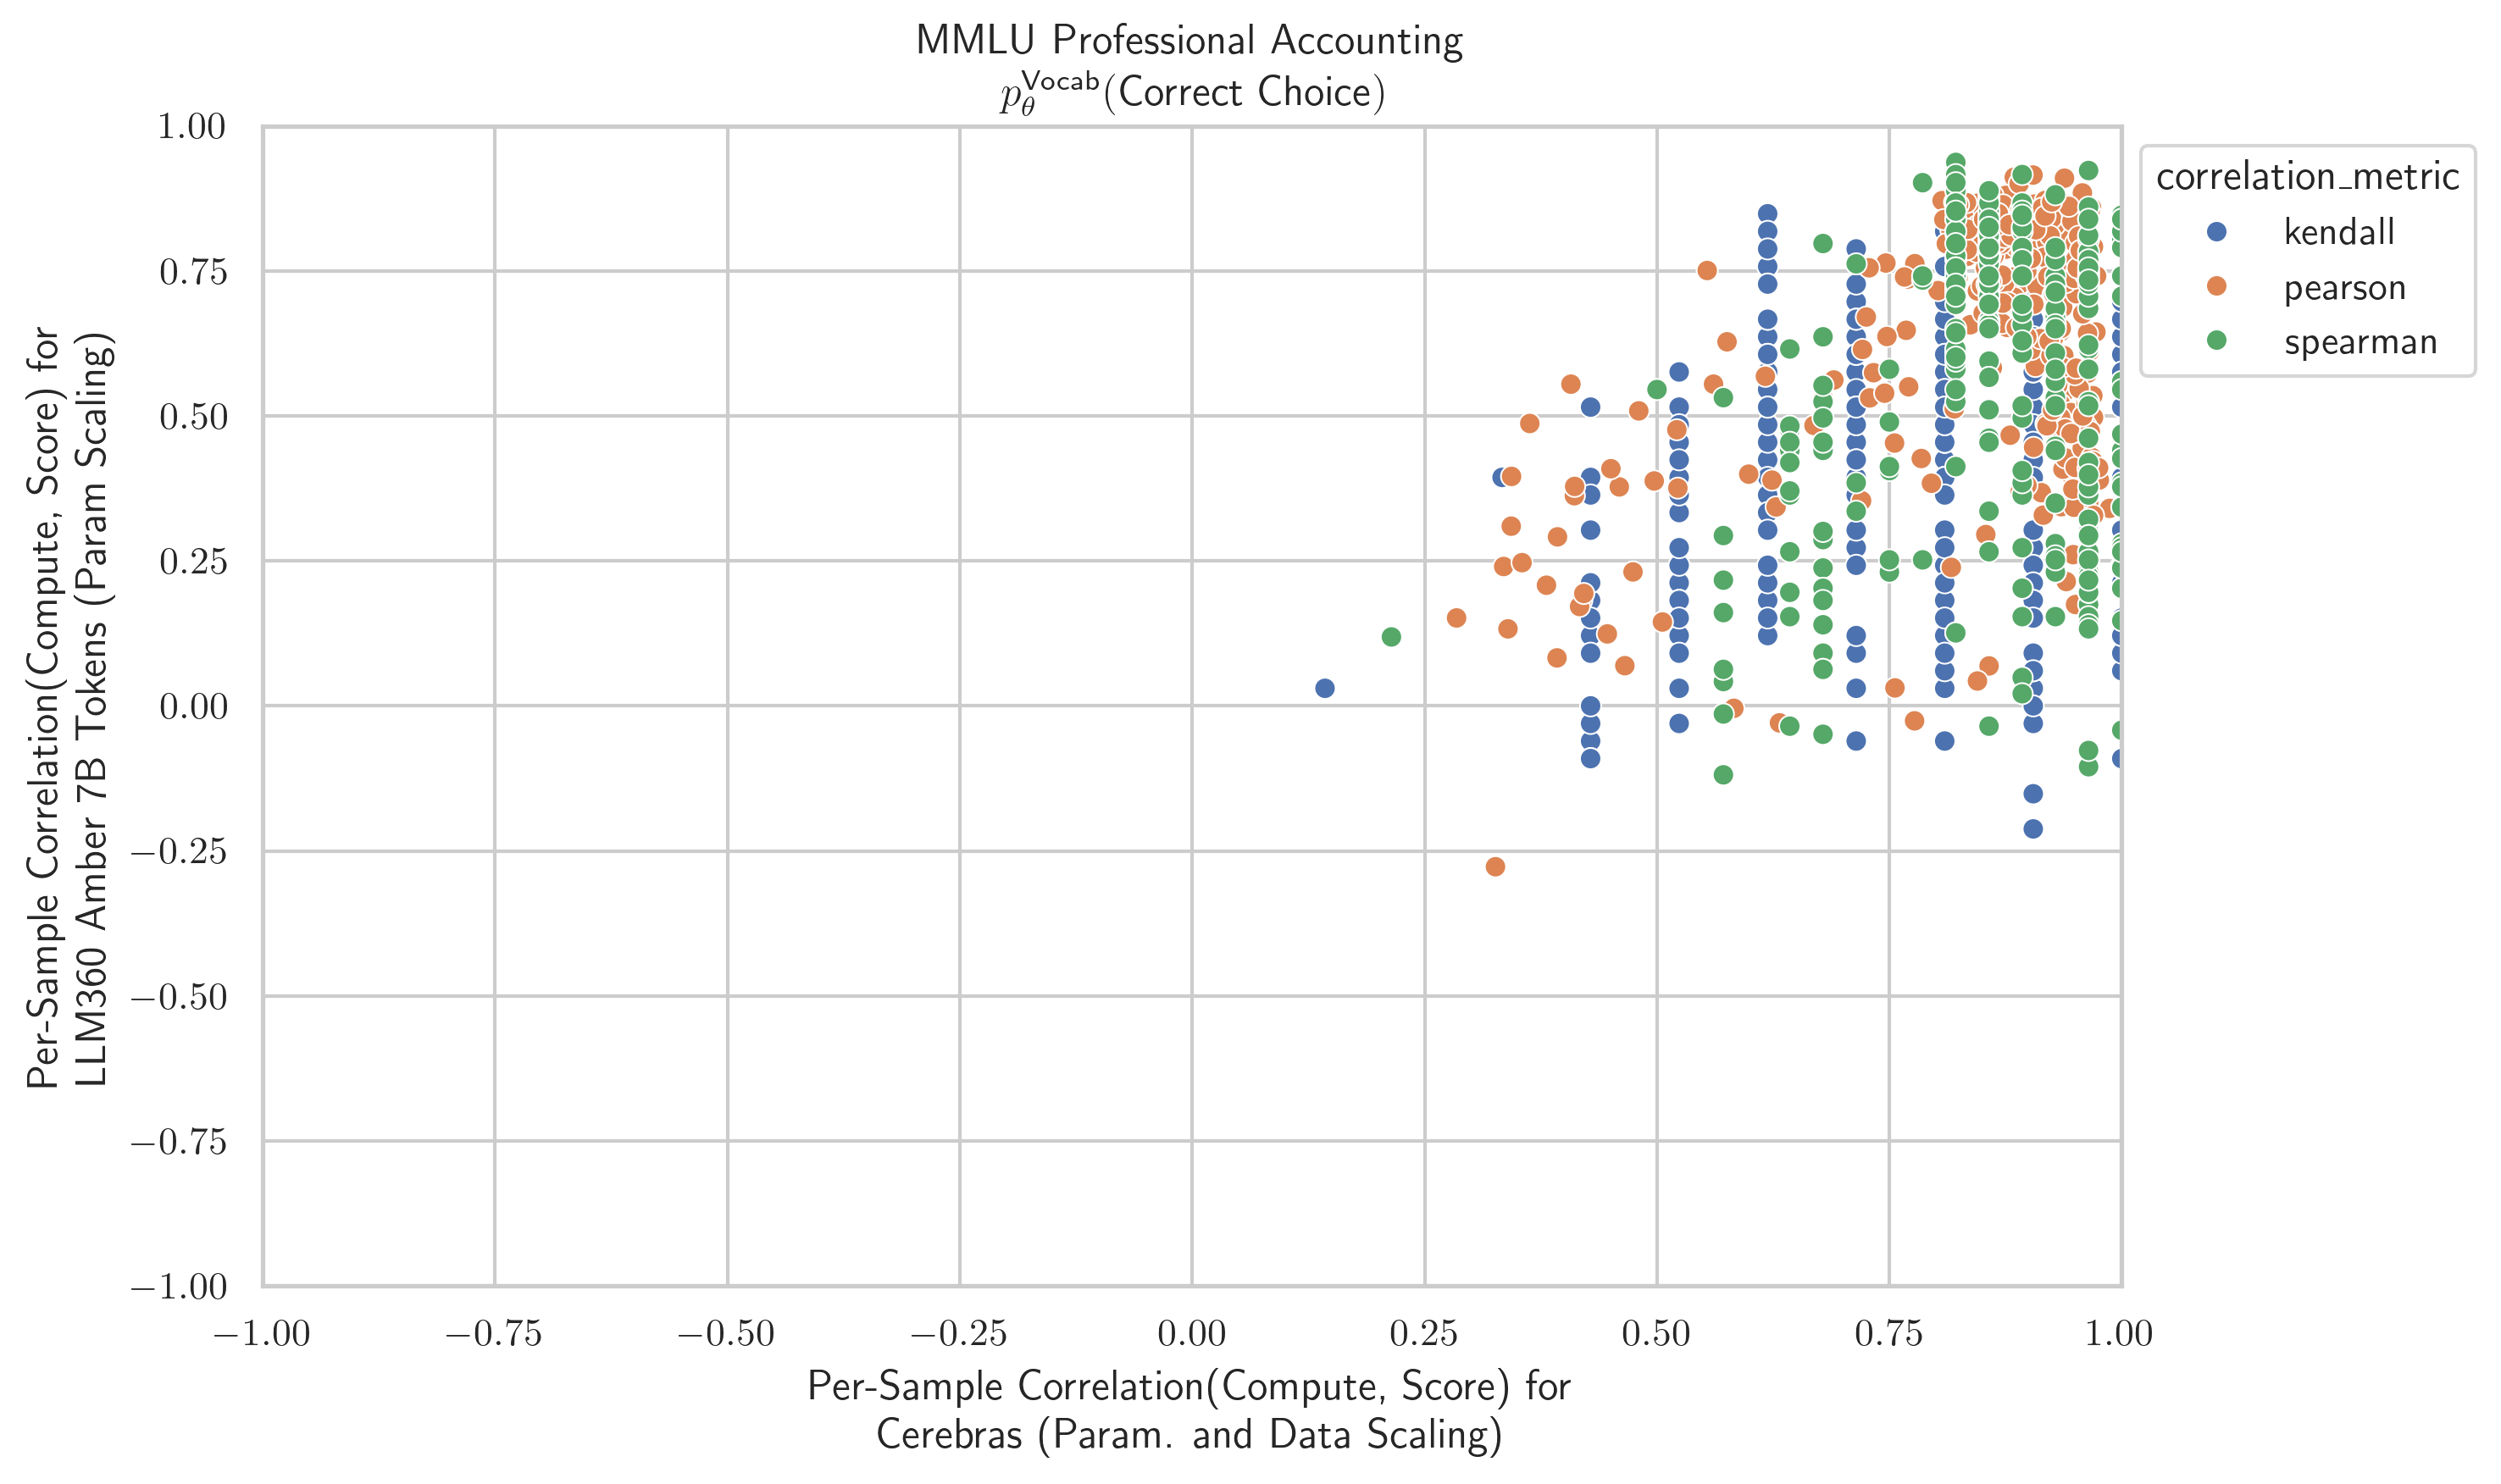 MMLU Professional Accounting
p_θ^Vocab(Correct Choice)
Per-Sample Correlation(Compute, Score) for
LLM360 Amber 7B Tokens (Param Scaling)
1.00
0.75
0.50
0.25
0.00
−0.25
−0.50
−0.75
−1.00
−1.00
−0.75
−0.50
−0.25
0.00
0.25
0.50
0.75
1.00
Per-Sample Correlation(Compute, Score) for
Cerebras (Param. and Data Scaling)
correlation_metric
kendall
pearson
spearman